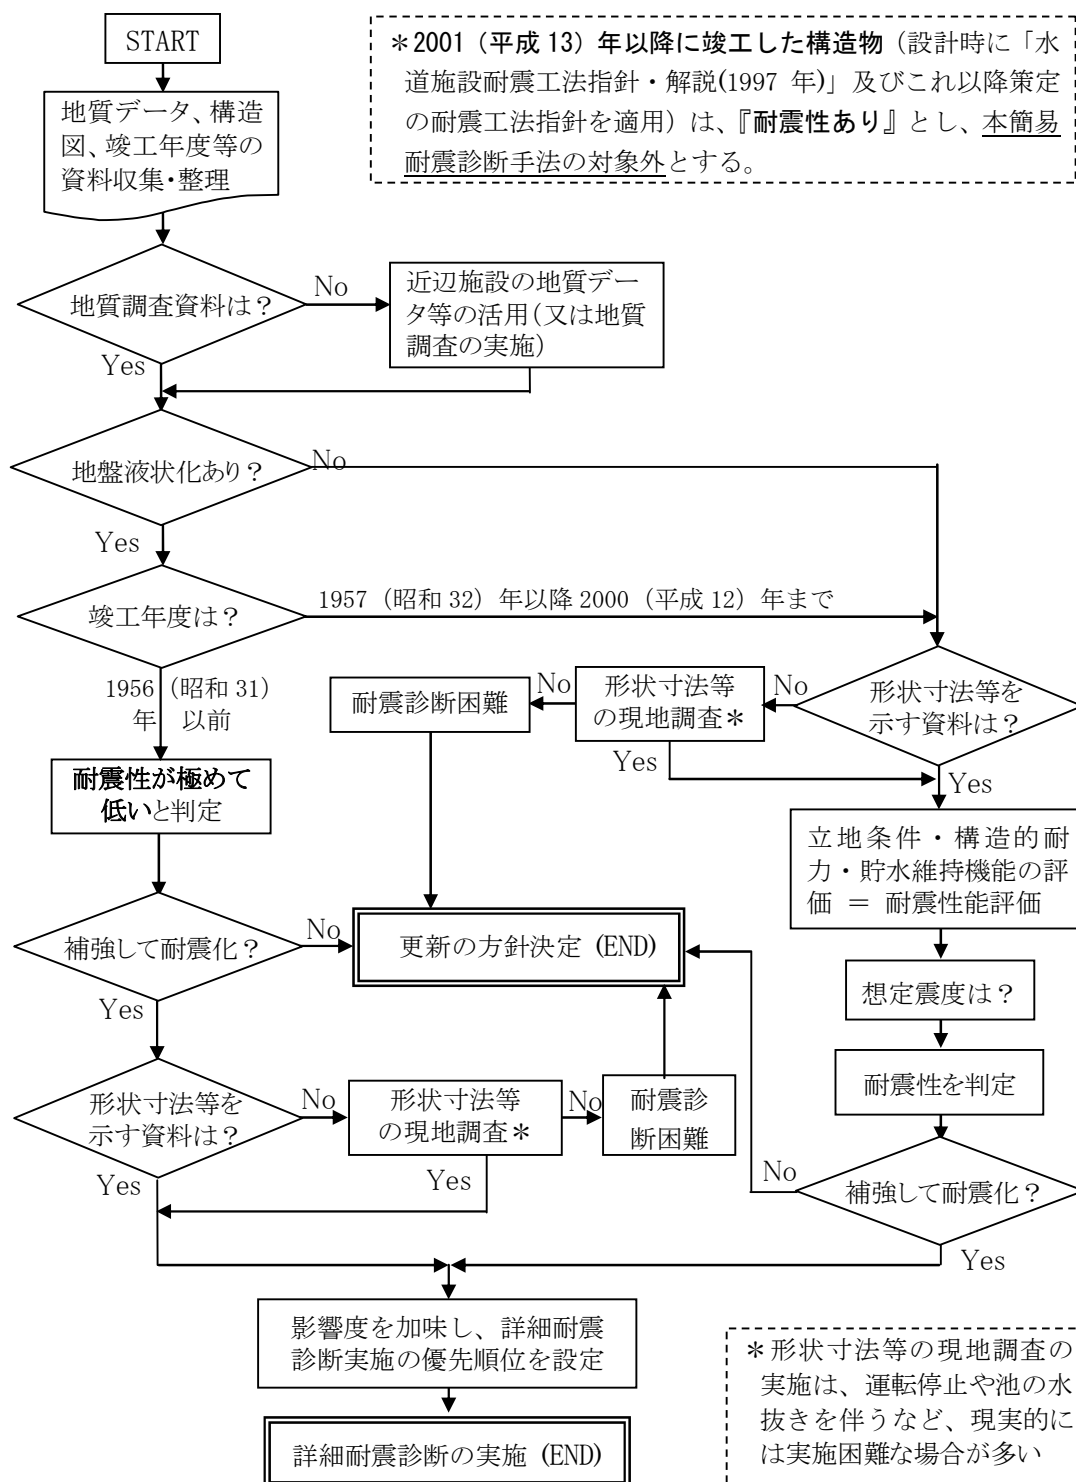 START
＊2001（平成 13）年以降に竣工した構造物（設計時に「水
道施設耐震工法指針・解説(1997 年)」及びこれ以降策定
の耐震工法指針を適用）は、『耐震性あり』とし、本簡易
耐震診断手法の対象外とする。
地質データ、構造
図、竣工年度等の
資料収集・整理
地質調査資料は？
No
近辺施設の地質デー
タ等の活用（又は地質
調査の実施）
Yes
地盤液状化あり？
No
Yes
竣工年度は？
1957（昭和 32）年以降 2000（平成 12）年まで
1956（昭和 31）
年　以前
耐震診断困難
No
形状寸法等
の現地調査＊
No
形状寸法等を
示す資料は？
Yes
Yes
耐震性が極めて
低いと判定
立地条件・構造的耐
力・貯水維持機能の評
価 ＝ 耐震性能評価
補強して耐震化？
No
更新の方針決定 (END)
想定震度は？
Yes
耐震性を判定
形状寸法等を
示す資料は？
No
形状寸法等
の現地調査＊
No
耐震診
断困難
Yes
Yes
No
補強して耐震化？
Yes
影響度を加味し、詳細耐震
診断実施の優先順位を設定
詳細耐震診断の実施 (END)
＊形状寸法等の現地調査の
実施は、運転停止や池の水
抜きを伴うなど、現実的に
は実施困難な場合が多い